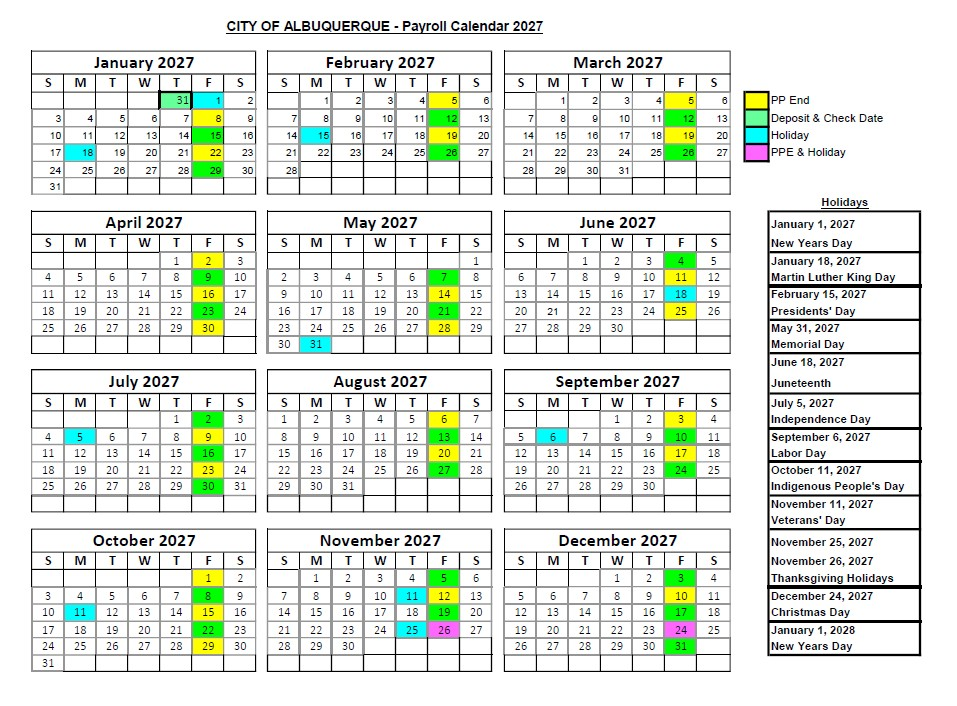 CITY OF ALBUQUERQUE - Payroll Calendar 2027
January 2027
S M T W T F S
31 1 2
3 4 5 6 7 8 9
10 11 12 13 14 15 16
17 18 19 20 21 22 23
24 25 26 27 28 29 30
31
February 2027
S M T W T F S
1 2 3 4 5 6
7 8 9 10 11 12 13
14 15 16 17 18 19 20
21 22 23 24 25 26 27
28
March 2027
S M T W T F S
1 2 3 4 5 6
7 8 9 10 11 12 13
14 15 16 17 18 19 20
21 22 23 24 25 26 27
28 29 30 31
PP End
Deposit & Check Date
Holiday
PPE & Holiday
April 2027
S M T W T F S
1 2 3
4 5 6 7 8 9 10
11 12 13 14 15 16 17
18 19 20 21 22 23 24
25 26 27 28 29 30
May 2027
S M T W T F S
1
2 3 4 5 6 7 8
9 10 11 12 13 14 15
16 17 18 19 20 21 22
23 24 25 26 27 28 29
30 31
June 2027
S M T W T F S
1 2 3 4 5
6 7 8 9 10 11 12
13 14 15 16 17 18 19
20 21 22 23 24 25 26
27 28 29 30
July 2027
S M T W T F S
1 2 3
4 5 6 7 8 9 10
11 12 13 14 15 16 17
18 19 20 21 22 23 24
25 26 27 28 29 30 31
August 2027
S M T W T F S
1 2 3 4 5 6 7
8 9 10 11 12 13 14
15 16 17 18 19 20 21
22 23 24 25 26 27 28
29 30 31
September 2027
S M T W T F S
1 2 3 4
5 6 7 8 9 10 11
12 13 14 15 16 17 18
19 20 21 22 23 24 25
26 27 28 29 30
October 2027
S M T W T F S
1 2
3 4 5 6 7 8 9
10 11 12 13 14 15 16
17 18 19 20 21 22 23
24 25 26 27 28 29 30
31
November 2027
S M T W T F S
1 2 3 4 5 6
7 8 9 10 11 12 13
14 15 16 17 18 19 20
21 22 23 24 25 26 27
28 29 30
December 2027
S M T W T F S
1 2 3 4
5 6 7 8 9 10 11
12 13 14 15 16 17 18
19 20 21 22 23 24 25
26 27 28 29 30 31
Holidays
January 1, 2027
New Years Day
January 18, 2027
Martin Luther King Day
February 15, 2027
Presidents' Day
May 31, 2027
Memorial Day
June 18, 2027
Juneteenth
July 5, 2027
Independence Day
September 6, 2027
Labor Day
October 11, 2027
Indigenous People's Day
November 11, 2027
Veterans' Day
November 25, 2027
November 26, 2027
Thanksgiving Holidays
December 24, 2027
Christmas Day
January 1, 2028
New Years Day